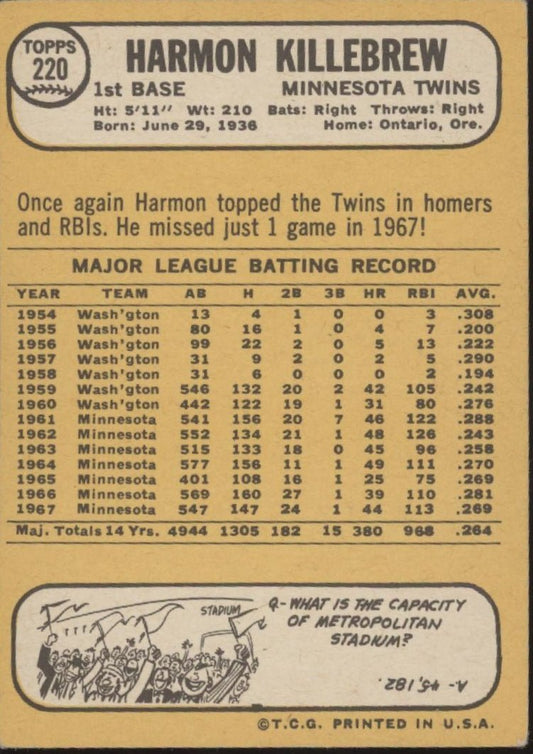 TOPPS
220
HARMON KILLEBREW
1st BASE MINNESOTA TWINS
Ht: 5'11" Wt: 210 Bats: Right Throws: Right
Born: June 29, 1936 Home: Ontario, Ore.
Once again Harmon topped the Twins in homers
and RBIs. He missed just 1 game in 1967!
MAJOR LEAGUE BATTING RECORD
YEAR TEAM AB H 2B 3B HR RBI AVG.
1954 Wash'gton 13 4 1 0 0 3 .308
1955 Wash'gton 80 16 1 0 4 7 .200
1956 Wash'gton 99 22 2 0 5 13 .222
1957 Wash'gton 31 9 2 0 2 5 .290
1958 Wash'gton 31 6 0 0 0 2 .194
1959 Wash'gton 546 132 20 2 42 105 .242
1960 Wash'gton 442 122 19 1 31 80 .276
1961 Minnesota 541 156 20 7 46 122 .288
1962 Minnesota 552 134 21 1 48 126 .243
1963 Minnesota 515 133 18 0 45 96 .258
1964 Minnesota 577 156 11 1 49 111 .270
1965 Minnesota 401 108 16 1 25 75 .269
1966 Minnesota 569 160 27 1 39 110 .281
1967 Minnesota 547 147 24 1 44 113 .269
Maj. Totals 14 Yrs. 4944 1305 182 15 380 968 .264
STADIUM
Q-WHAT IS THE CAPACITY
OF METROPOLITAN
STADIUM?
A- 45,182.
©T.C.G. PRINTED IN U.S.A.